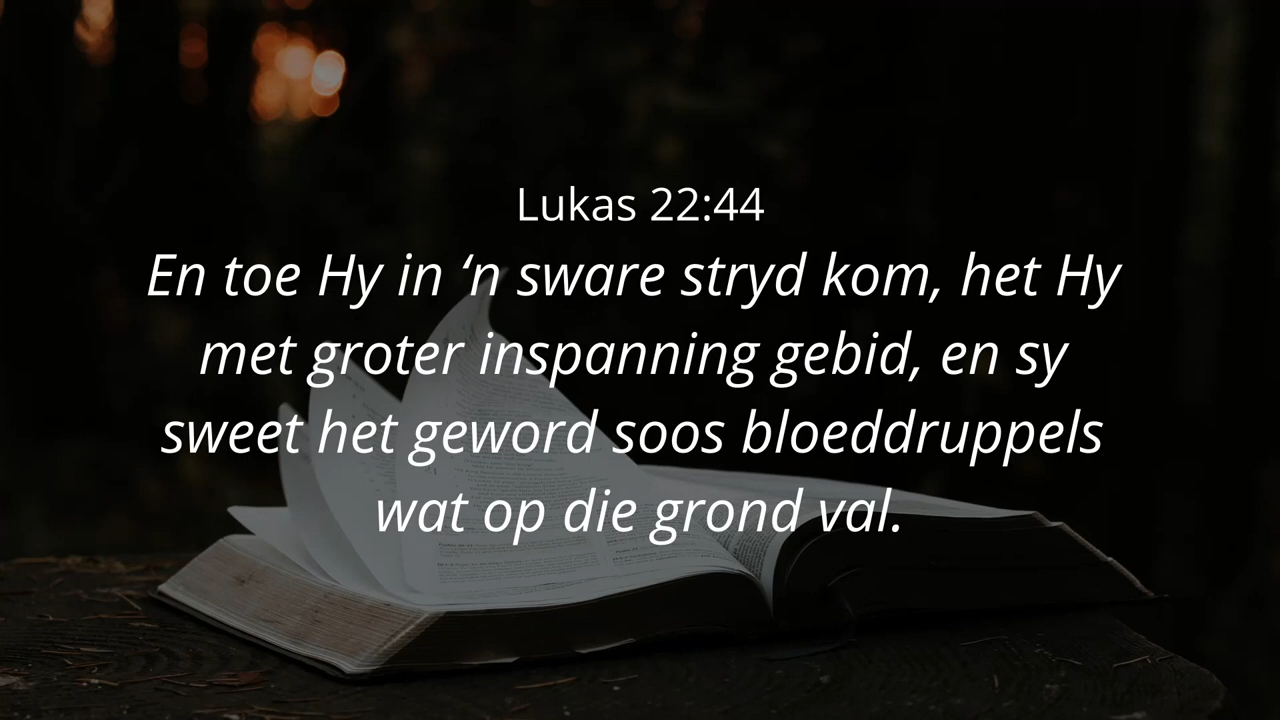 Lukas 22:44
En toe Hy in ‘n sware stryd kom, het Hy
met groter inspanning gebid, en sy
sweet het geword soos bloeddruppels
wat op die grond val.